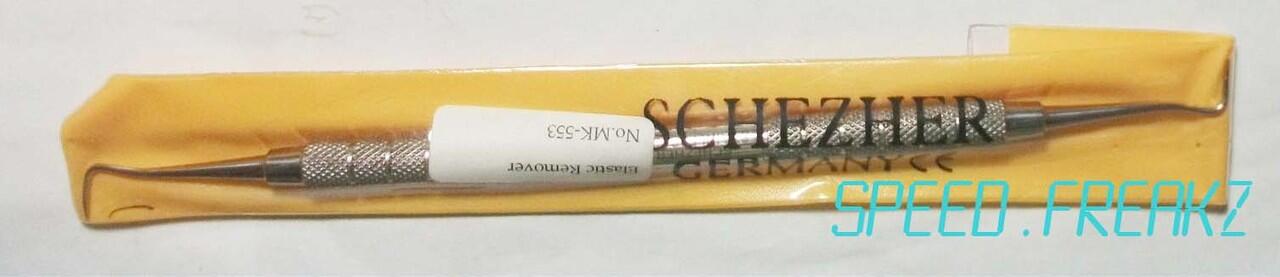 SCHEZHER
GERMANY CE
Elastic Remover
No.MK-553
SPEED.FREAKZ